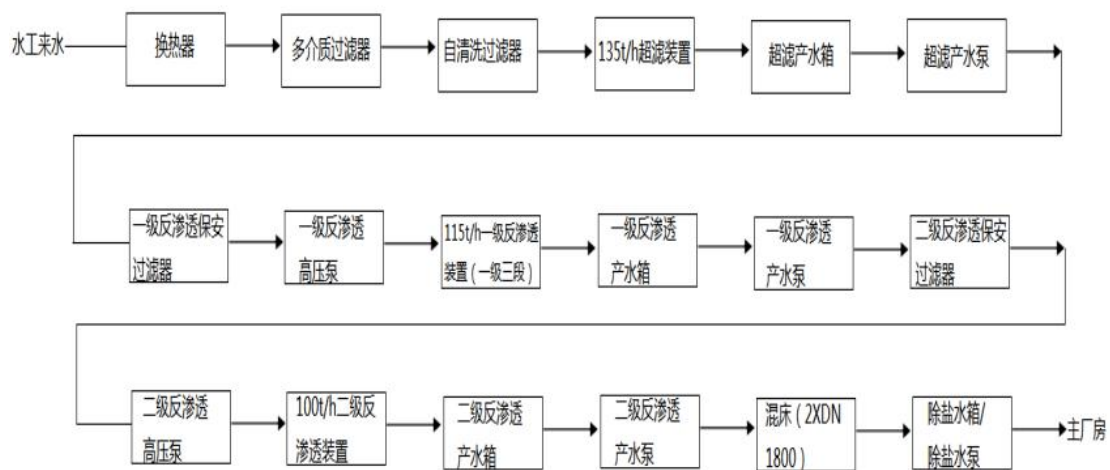 水工来水
换热器
多介质过滤器
自清洗过滤器
135t/h超滤装置
超滤产水箱
超滤产水泵
一级反渗透保安
过滤器
一级反渗透
高压泵
115t/h一级反渗透
装置(一级三段)
一级反渗透
产水箱
一级反渗透
产水泵
二级反渗透保安
过滤器
二级反渗透
高压泵
100t/h二级反
渗透装置
二级反渗透
产水箱
二级反渗透
产水泵
混床(2XDN
1800)
除盐水箱/
除盐水泵
主厂房